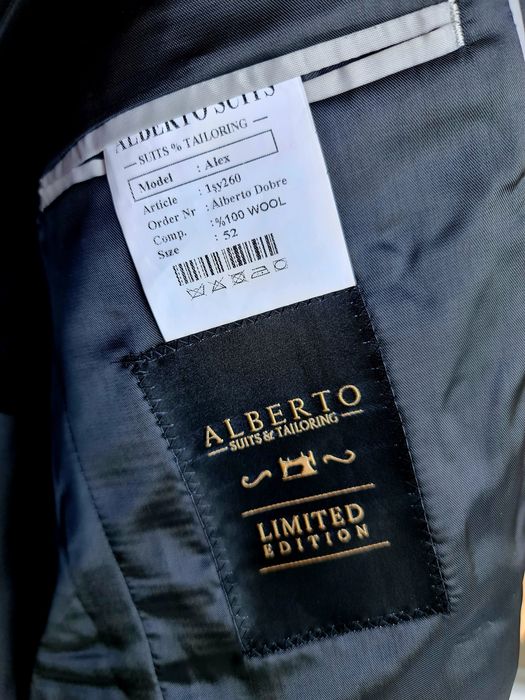 ALBERTO SUITS
SUITS % TAILORING
Model : Alex
Article : 1sy260
Order Nr : Alberto Dobre
Comp. : %100 WOOL
Size : 52
ALBERTO
SUITS & TAILORING
LIMITED
EDITION